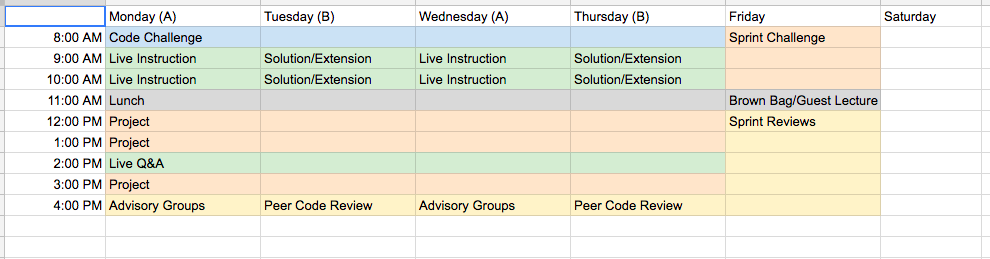 Monday (A) Tuesday (B) Wednesday (A) Thursday (B) Friday Saturday
8:00 AM Code Challenge Sprint Challenge
9:00 AM Live Instruction Solution/Extension Live Instruction Solution/Extension
10:00 AM Live Instruction Solution/Extension Live Instruction Solution/Extension
11:00 AM Lunch Brown Bag/Guest Lecture
12:00 PM Project Sprint Reviews
1:00 PM Project
2:00 PM Live Q&A
3:00 PM Project
4:00 PM Advisory Groups Peer Code Review Advisory Groups Peer Code Review